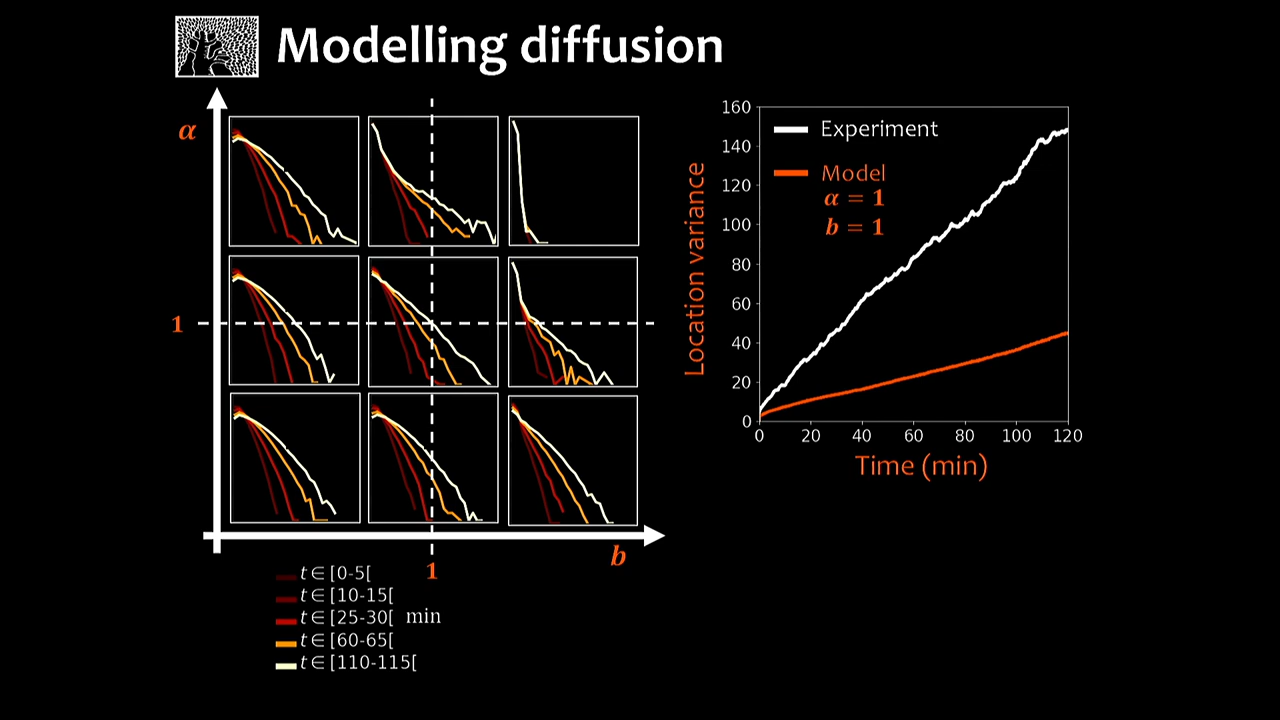 Modelling diffusion
α
1
1
b
t ∈ [0-5[
t ∈ [10-15[
t ∈ [25-30[ min
t ∈ [60-65[
t ∈ [110-115[
160
140
120
100
80
60
40
20
0
Location variance
Experiment
Model
α = 1
b = 1
0 20 40 60 80 100 120
Time (min)